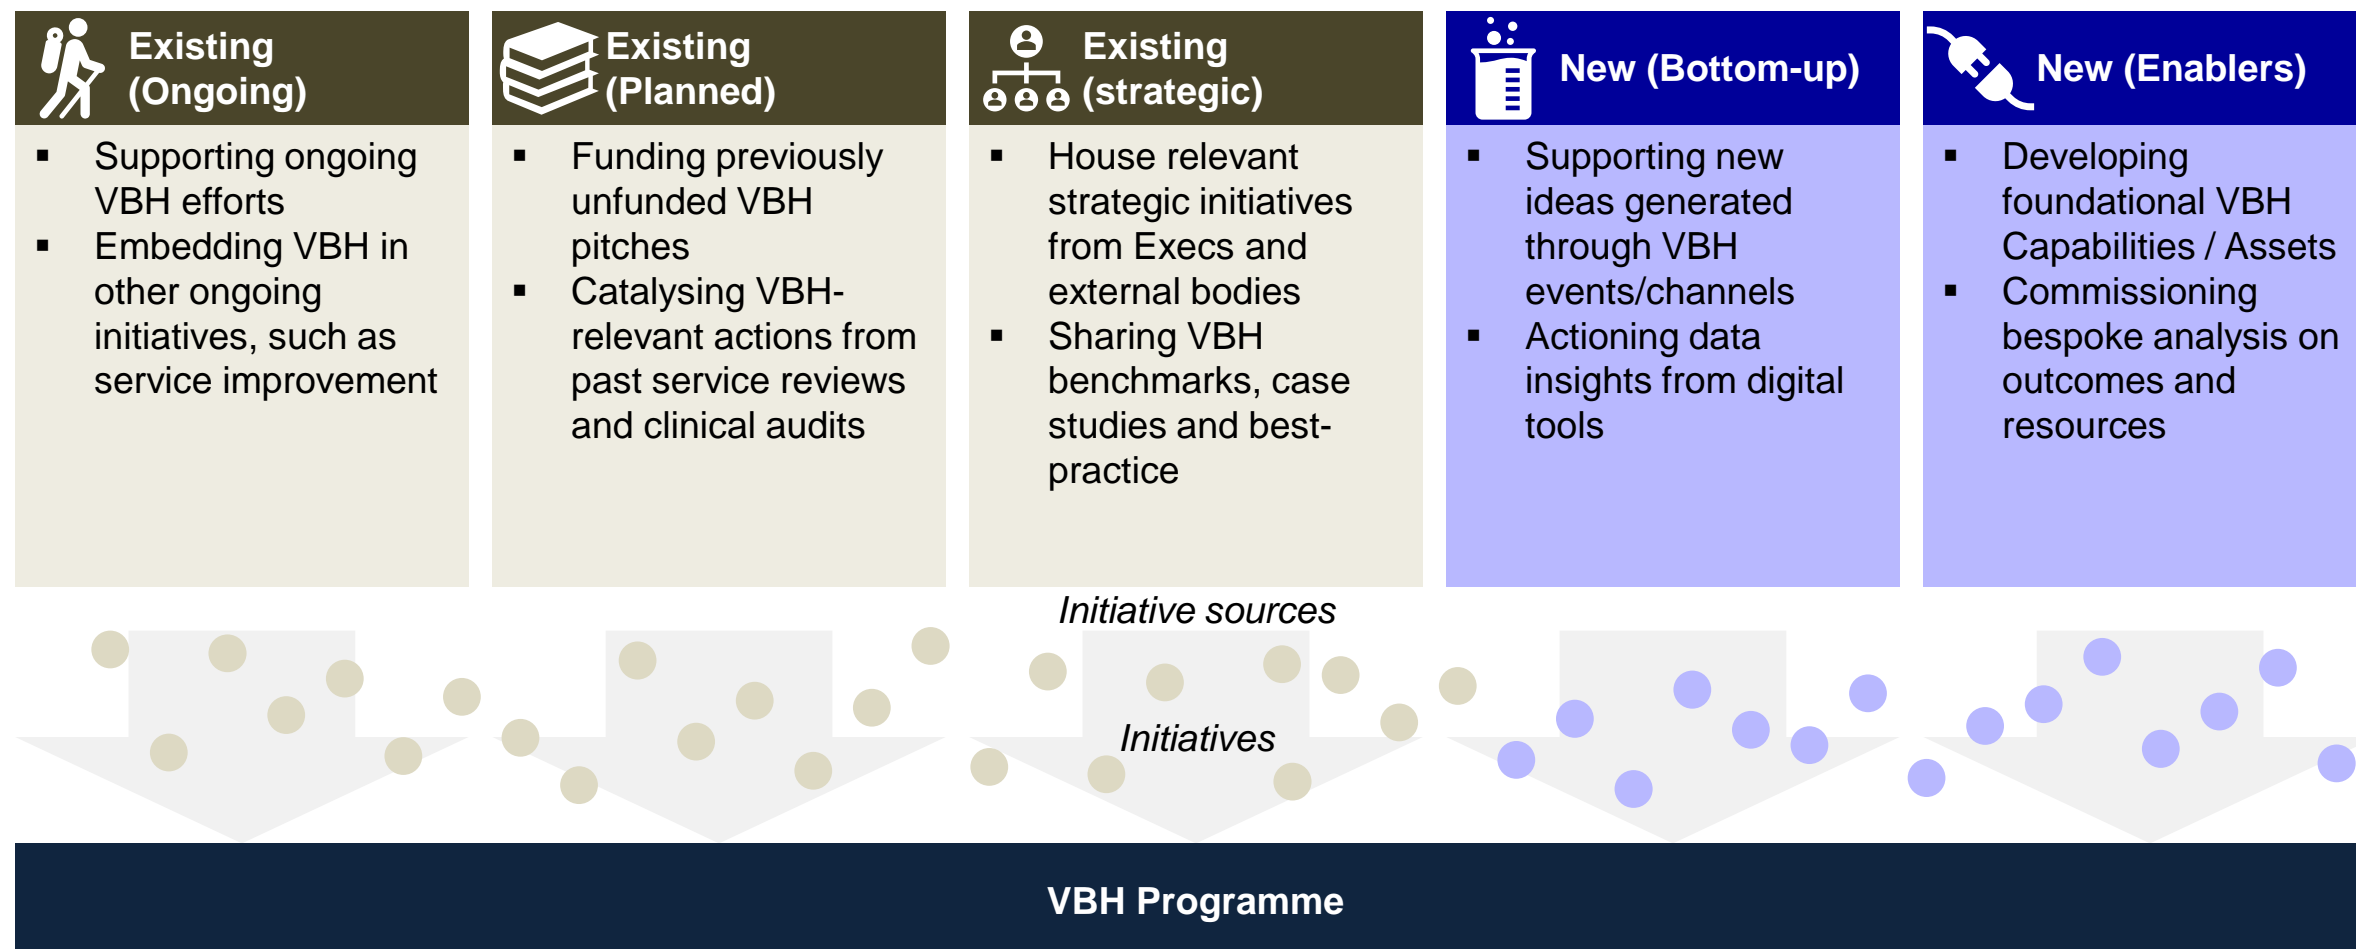 Existing
(Ongoing)
▪ Supporting ongoing
VBH efforts
▪ Embedding VBH in
other ongoing
initiatives, such as
service improvement
Existing
(Planned)
▪ Funding previously
unfunded VBH
pitches
▪ Catalysing VBH-
relevant actions from
past service reviews
and clinical audits
Existing
(strategic)
▪ House relevant
strategic initiatives
from Execs and
external bodies
▪ Sharing VBH
benchmarks, case
studies and best-
practice
New (Bottom-up)
▪ Supporting new
ideas generated
through VBH
events/channels
▪ Actioning data
insights from digital
tools
New (Enablers)
▪ Developing
foundational VBH
Capabilities / Assets
▪ Commissioning
bespoke analysis on
outcomes and
resources
Initiative sources
Initiatives
VBH Programme